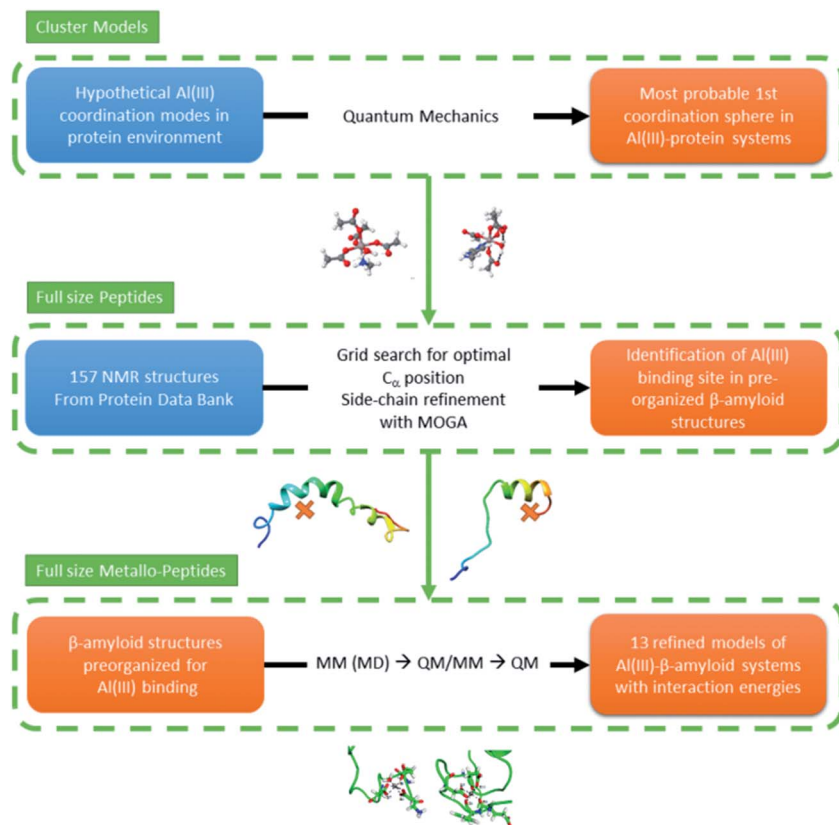 Cluster Models
Hypothetical Al(III)
coordination modes in
protein environment
Quantum Mechanics
Most probable 1st
coordination sphere in
Al(III)-protein systems
Full size Peptides
157 NMR structures
From Protein Data Bank
Grid search for optimal
Cα position
Side-chain refinement
with MOGA
Identification of Al(III)
binding site in pre-
organized β-amyloid
structures
Full size Metallo-Peptides
β-amyloid structures
preorganized for
Al(III) binding
MM (MD) → QM/MM → QM
13 refined models of
Al(III)-β-amyloid systems
with interaction energies